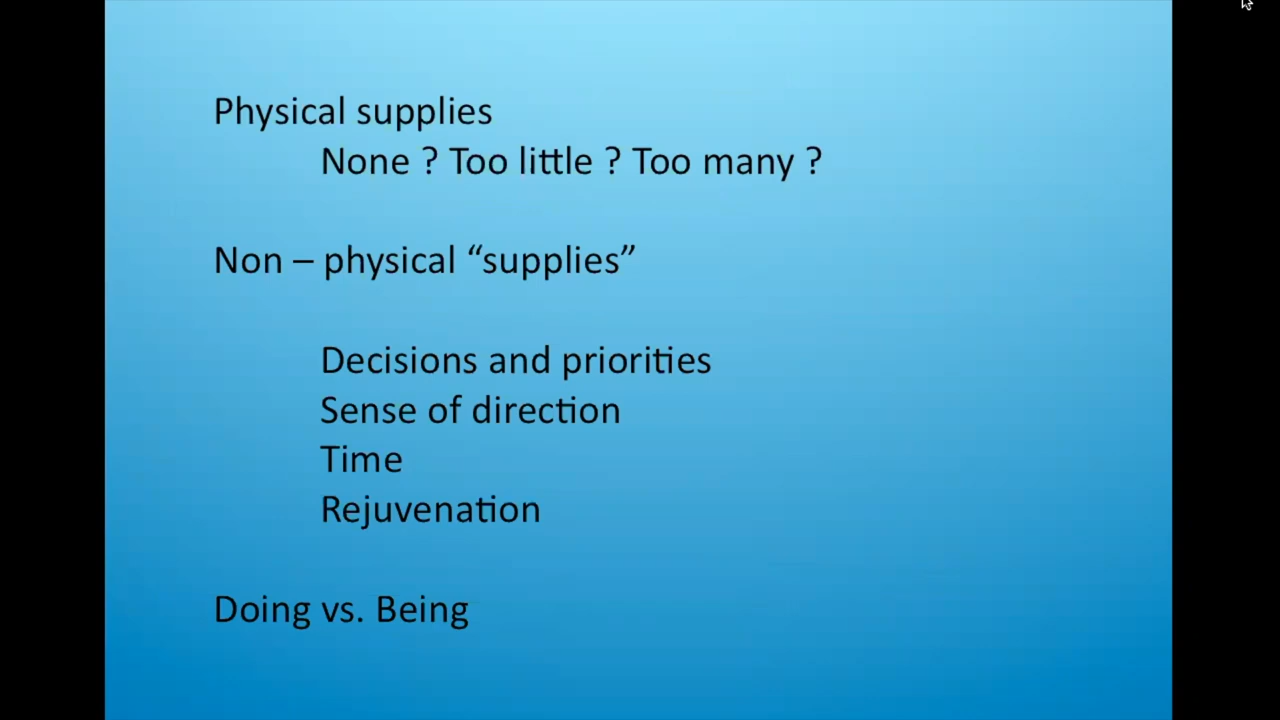 Physical supplies
None ? Too little ? Too many ?
Non – physical “supplies”
Decisions and priorities
Sense of direction
Time
Rejuvenation
Doing vs. Being